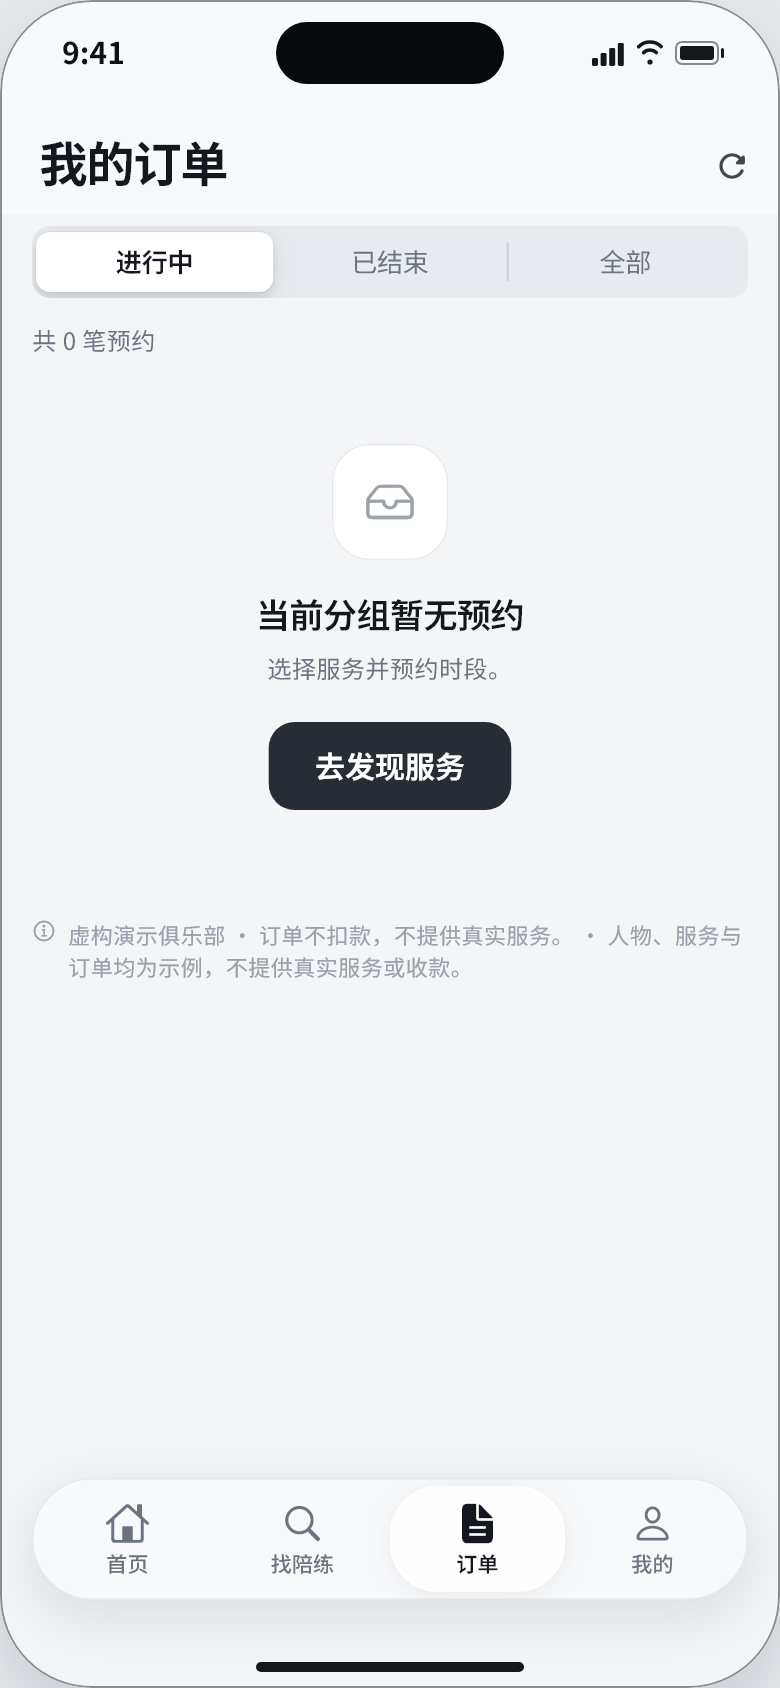 9:41
我的订单
进行中
已结束
全部
共 0 笔预约
当前分组暂无预约
选择服务并预约时段。
去发现服务
虚构演示俱乐部 · 订单不扣款，不提供真实服务。 · 人物、服务与
订单均为示例，不提供真实服务或收款。
首页
找陪练
订单
我的